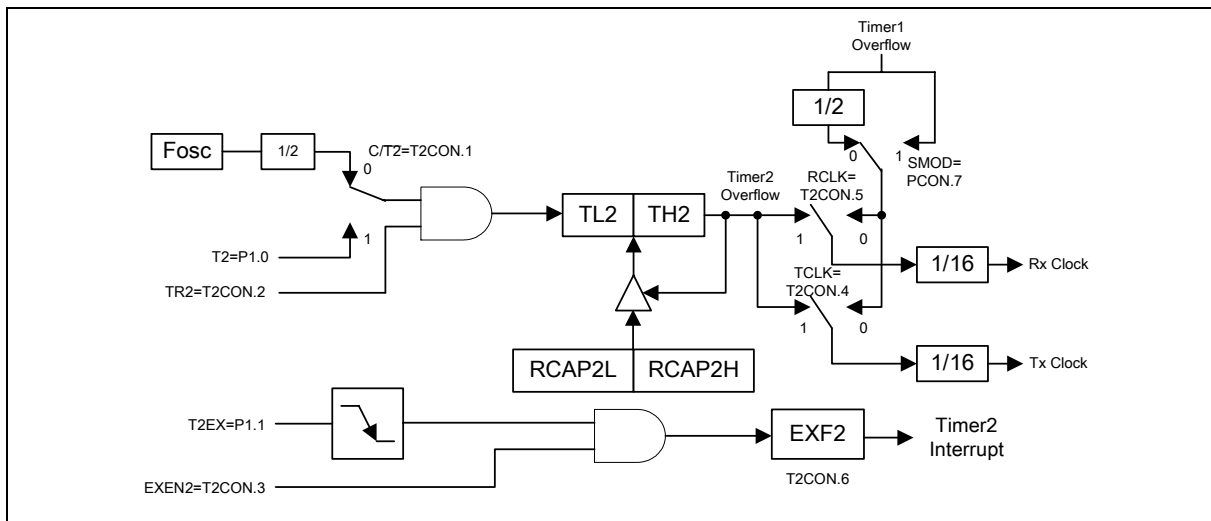 Timer1
Overflow
1/2
Fosc
1/2
C/T2=T2CON.1
0
0
1
SMOD=
PCON.7
Timer2
Overflow
RCLK=
T2CON.5
TL2
TH2
1
0
1
T2=P1.0
TR2=T2CON.2
1/16
Rx Clock
TCLK=
T2CON.4
1
0
RCAP2L
RCAP2H
1/16
Tx Clock
T2EX=P1.1
EXF2
Timer2
Interrupt
EXEN2=T2CON.3
T2CON.6